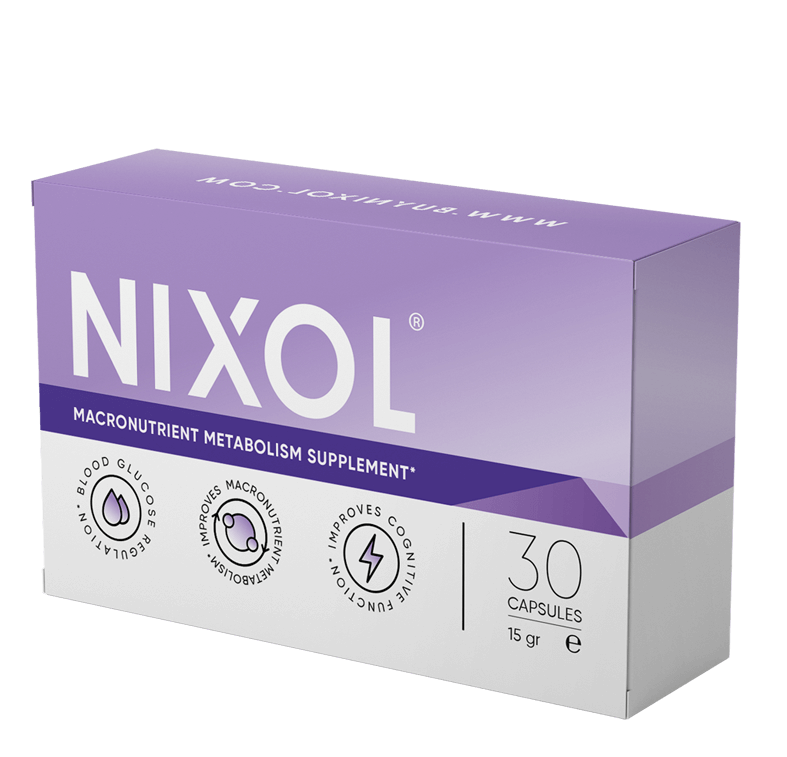 WWW.BUYNIXOL.COM
NIXOL®
MACRONUTRIENT METABOLISM SUPPLEMENT*
BLOOD GLUCOSE REGULATION •
IMPROVES MACRONUTRIENT METABOLISM •
IMPROVES COGNITIVE FUNCTION •
30
CAPSULES
15 gr ℮